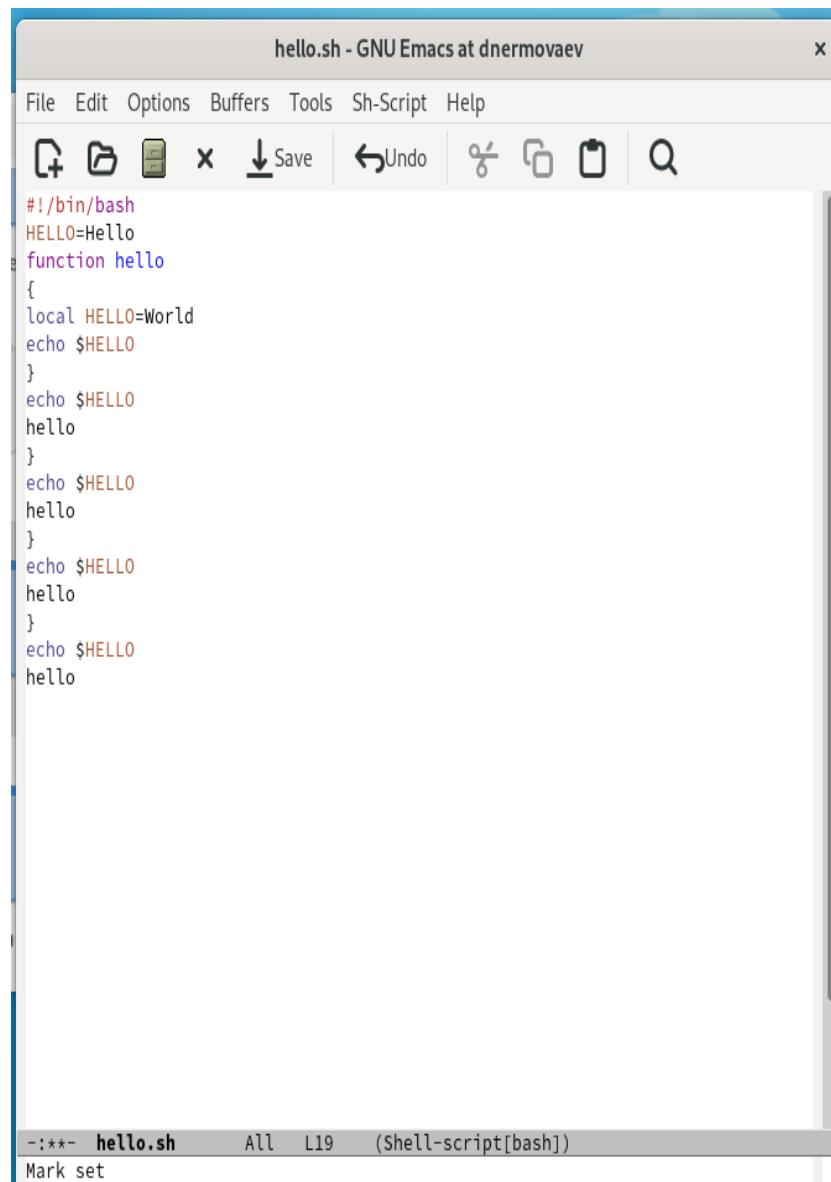 hello.sh - GNU Emacs at dnermovaev
File Edit Options Buffers Tools Sh-Script Help
Save Undo
#!/bin/bash
HELLO=Hello
function hello
{
local HELLO=World
echo $HELLO
}
echo $HELLO
hello
}
echo $HELLO
hello
}
echo $HELLO
hello
}
echo $HELLO
hello
-:**- hello.sh All L19 (Shell-script[bash])
Mark set